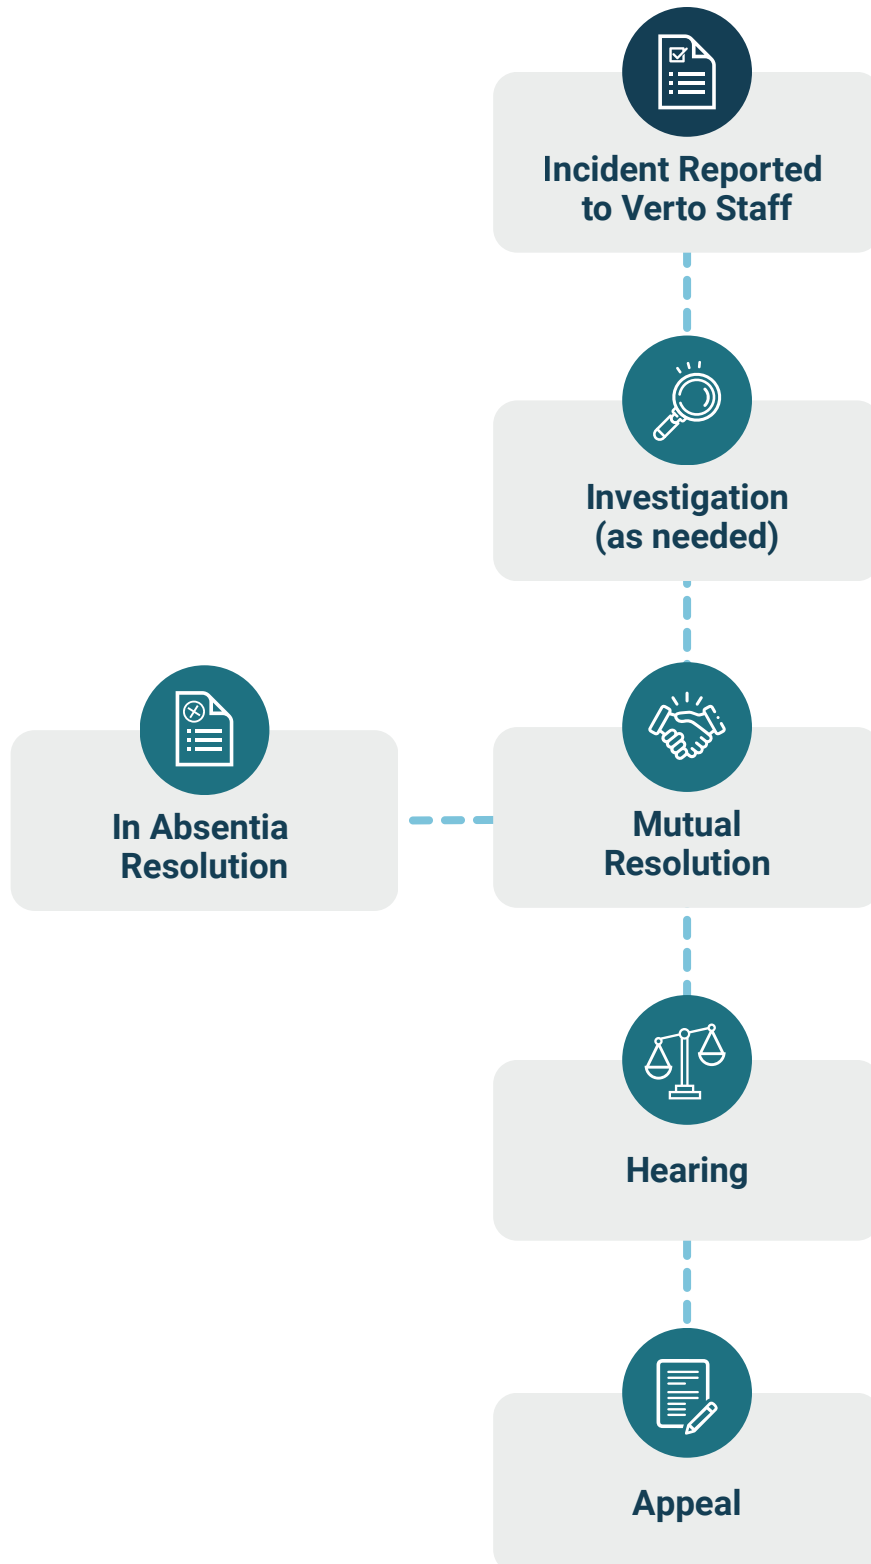 Incident Reported
to Verto Staff
Investigation
(as needed)
In Absentia
Resolution
Mutual
Resolution
Hearing
Appeal